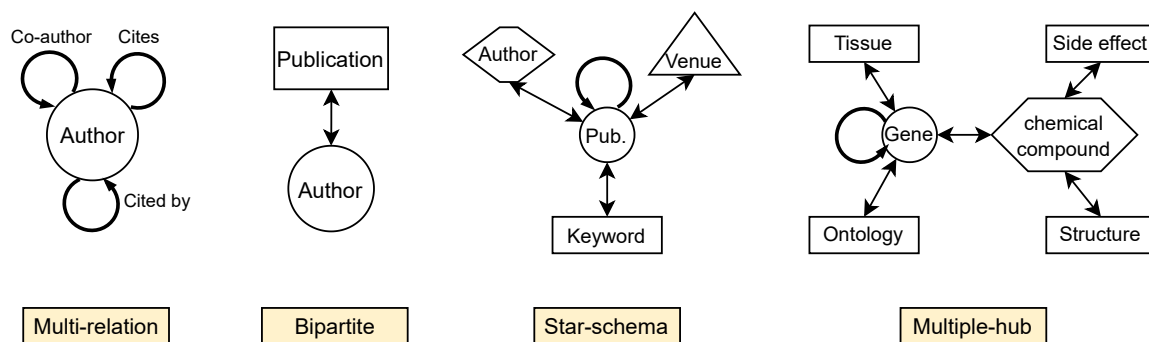 Co-author
Cites
Author
Cited by
Publication
Author
Author
Venue
Pub.
Keyword
Tissue
Side effect
Gene
chemical
compound
Ontology
Structure
Multi-relation
Bipartite
Star-schema
Multiple-hub